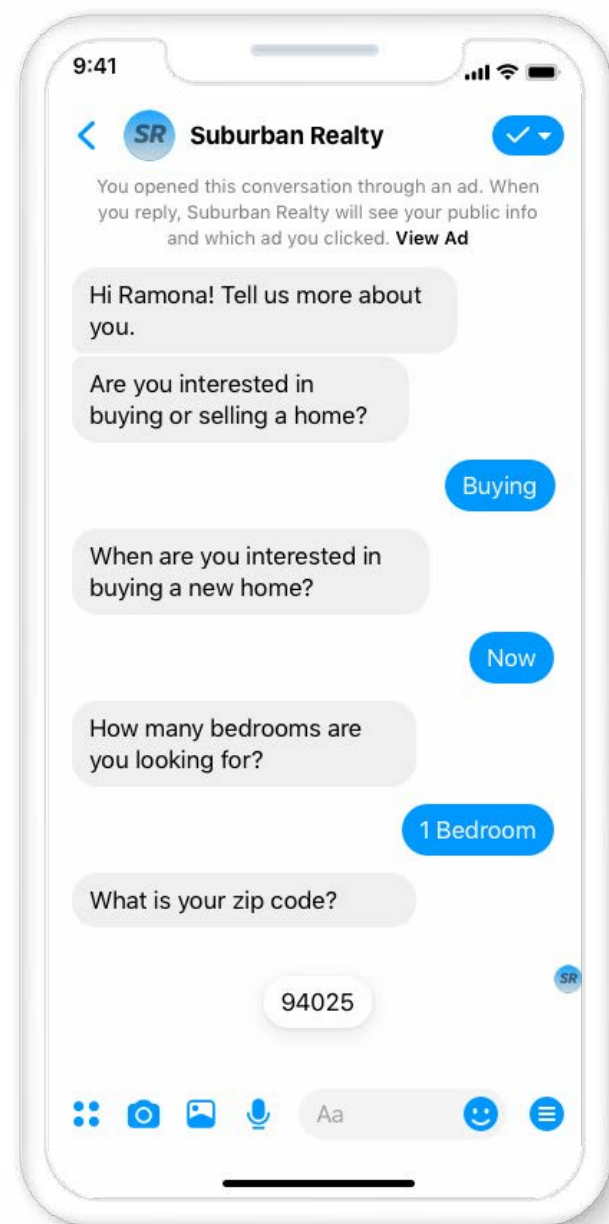 9:41
SR Suburban Realty
You opened this conversation through an ad. When
you reply, Suburban Realty will see your public info
and which ad you clicked. View Ad
Hi Ramona! Tell us more about
you.
Are you interested in
buying or selling a home?
Buying
When are you interested in
buying a new home?
Now
How many bedrooms are
you looking for?
1 Bedroom
What is your zip code?
SR
94025
Aa